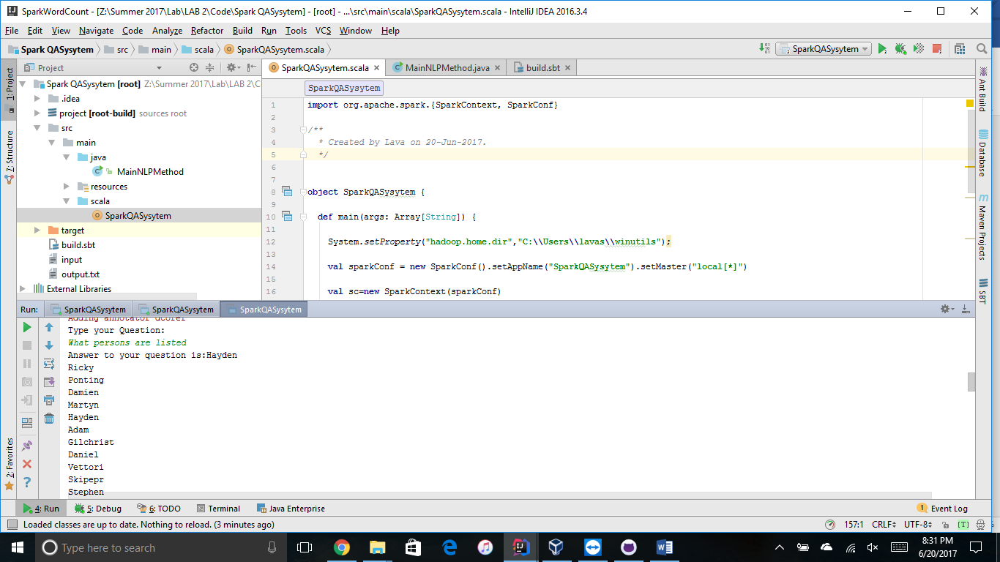 SparkWordCount - [Z:\Summer 2017\Lab\LAB 2\Code\Spark QASysytem] - [root] - ...\src\main\scala\SparkQASysytem.scala - IntelliJ IDEA 2016.3.4
File Edit View Navigate Code Analyze Refactor Build Run Tools VCS Window Help
Spark QASysytem src main scala SparkQASysytem.scala
SparkQASysytem
Project
SparkQASysytem.scala MainNLPMethod.java build.sbt
1: Project
7: Structure
2: Favorites
Spark QASysytem [root] Z:\Summer 2017\Lab\LAB 2\C
.idea
project [root-build] sources root
src
main
java
MainNLPMethod
resources
scala
SparkQASysytem
target
build.sbt
input
output.txt
External Libraries
SparkQASysytem
1 import org.apache.spark.{SparkContext, SparkConf}
2
3 /**
4 * Created by Lava on 20-Jun-2017.
5 */
6
7
8 object SparkQASysytem {
9
10 def main(args: Array[String]) {
11
12 System.setProperty("hadoop.home.dir","C:\\Users\\lavas\\winutils");
13
14 val sparkConf = new SparkConf().setAppName("SparkQASysytem").setMaster("local[*]")
15
16 val sc=new SparkContext(sparkConf)
Ant Build
Database
Maven Projects
SBT
Run: SparkQASysytem SparkQASysytem SparkQASysytem
Adding annotator dcoref
Type your Question:
What persons are listed
Answer to your question is:Hayden
Ricky
Ponting
Damien
Martyn
Hayden
Adam
Gilchrist
Daniel
Vettori
Skipepr
Stephen
4: Run 5: Debug 6: TODO Terminal Java Enterprise
1 Event Log
Loaded classes are up to date. Nothing to reload. (3 minutes ago)
157:1 CRLF UTF-8 [T]
Type here to search
8:31 PM
6/20/2017